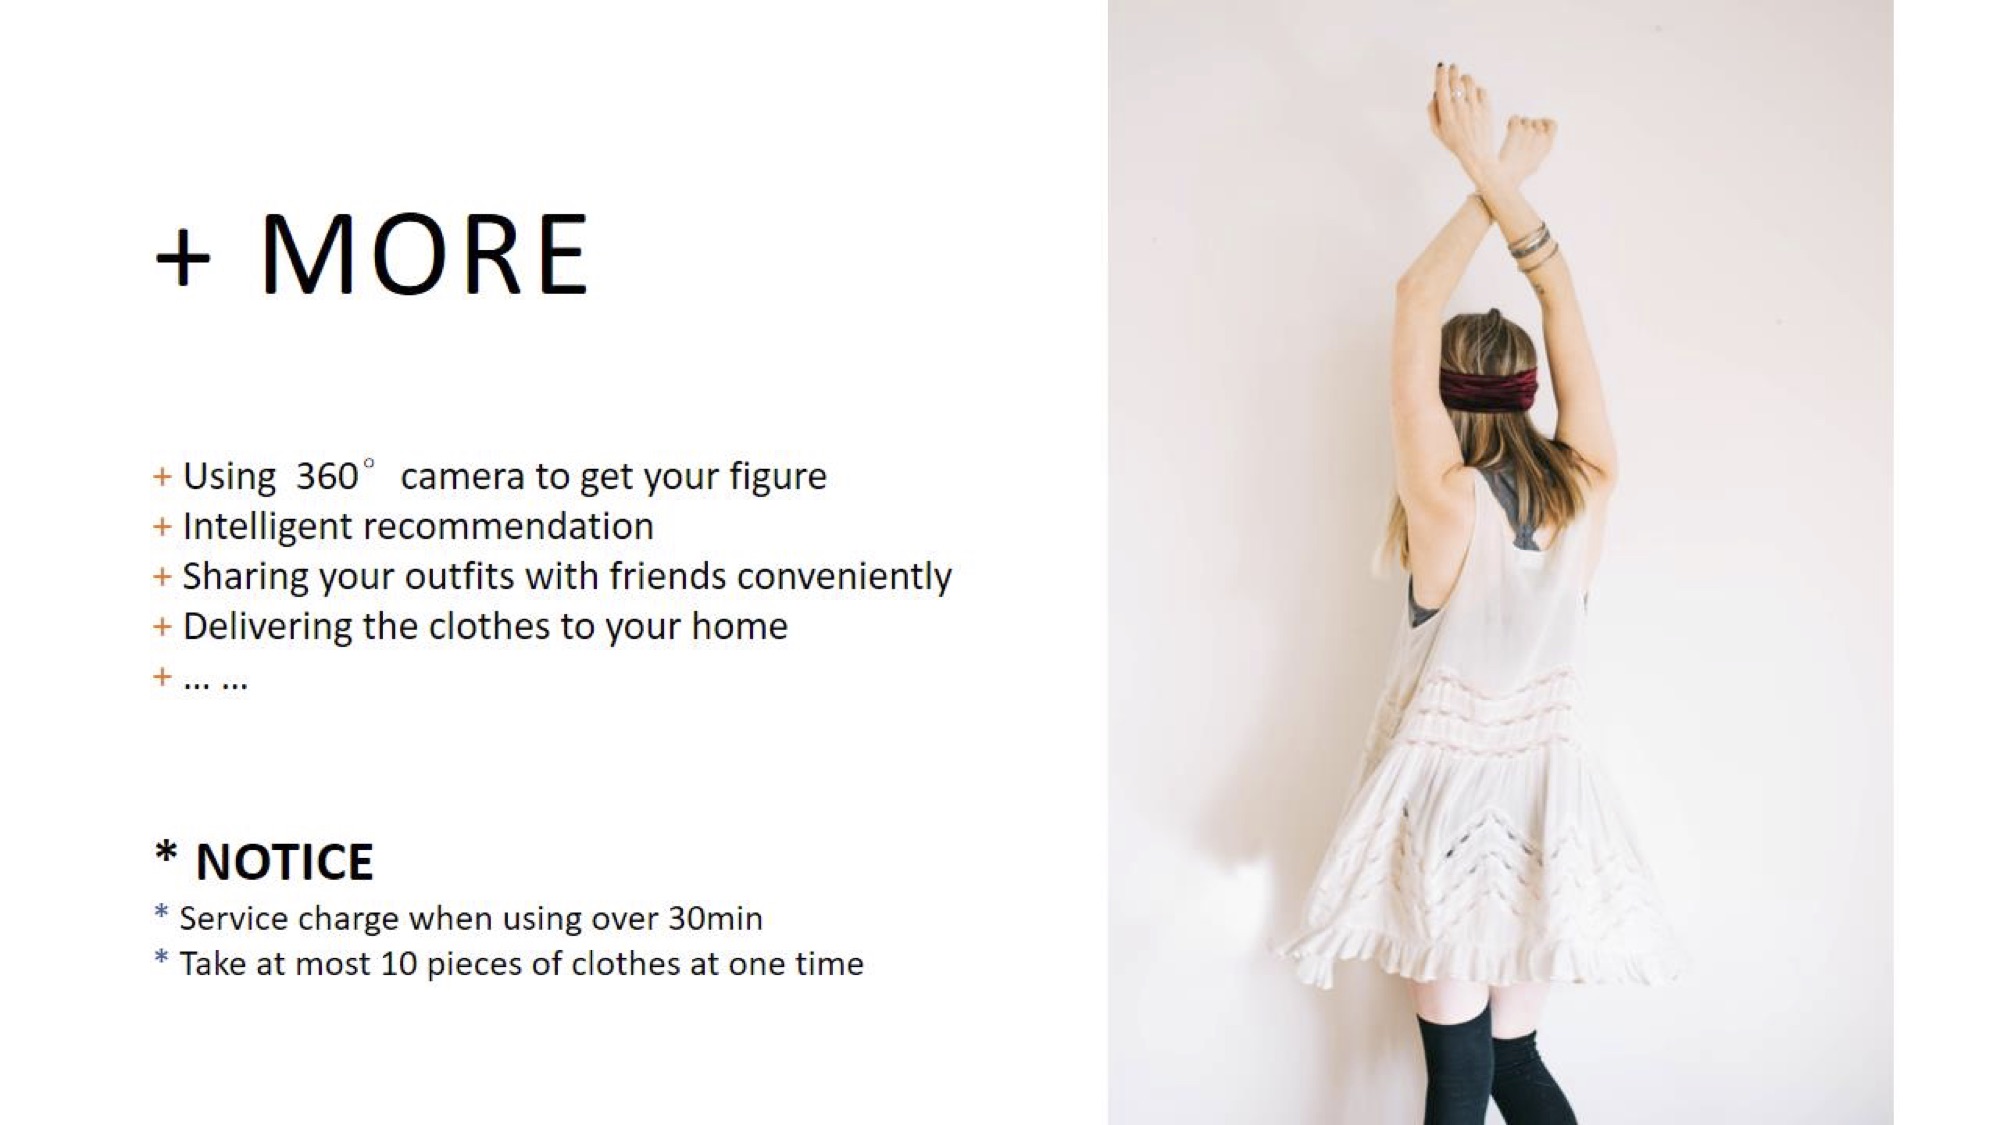 + MORE
+ Using 360° camera to get your figure
+ Intelligent recommendation
+ Sharing your outfits with friends conveniently
+ Delivering the clothes to your home
+ ... ...
* NOTICE
* Service charge when using over 30min
* Take at most 10 pieces of clothes at one time